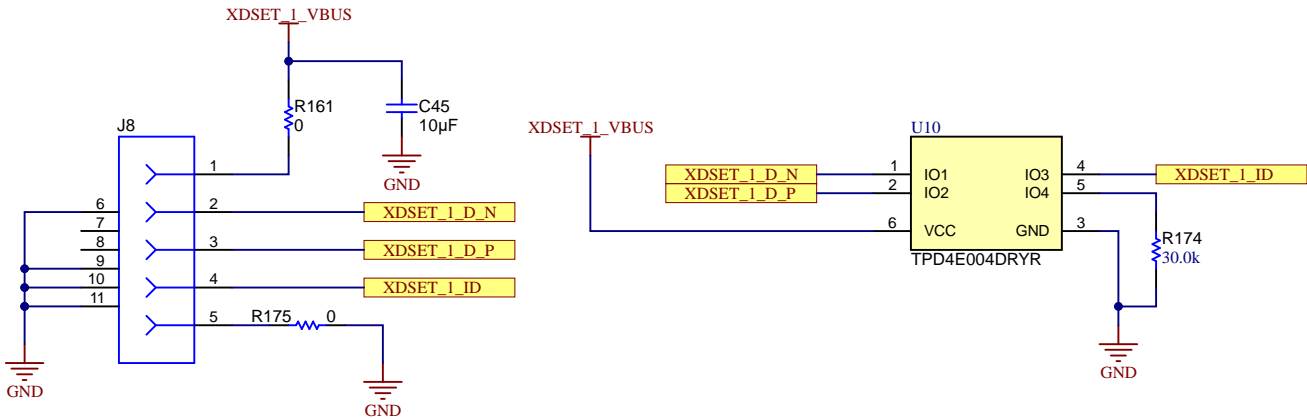 XDSET_1_VBUS
R161
0
C45
10µF
GND
J8
1
2
3
4
5
6
7
8
9
10
11
XDSET_1_D_N
XDSET_1_D_P
XDSET_1_ID
R175
0
GND
GND
XDSET_1_VBUS
U10
XDSET_1_D_N
XDSET_1_D_P
1
2
6
IO1
IO2
VCC
IO3
IO4
GND
4
5
3
TPD4E004DRYR
XDSET_1_ID
R174
30.0k
GND